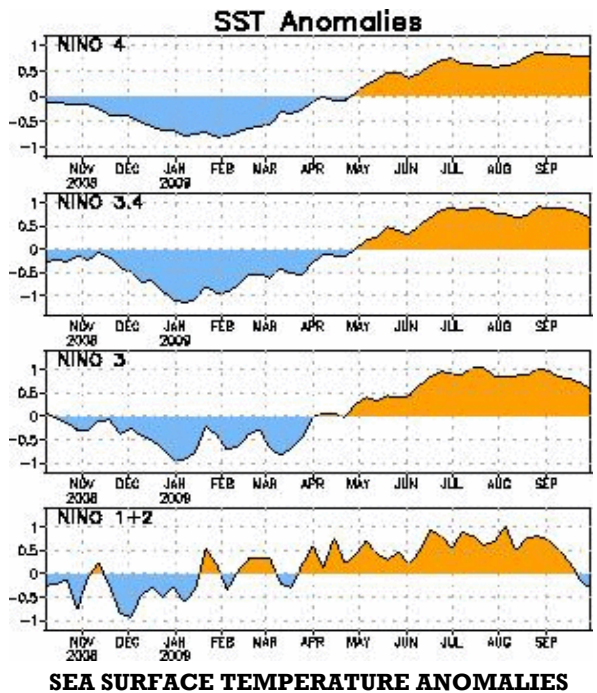 SST Anomalies
NINO 4
1
0.5
0
-0.5
-1
NOV DEC JAN FEB MAR APR MAY JUN JUL AUG SEP
2008 2009
NINO 3.4
1
0.5
0
-0.5
-1
NOV DEC JAN FEB MAR APR MAY JUN JUL AUG SEP
2008 2009
NINO 3
1
0.5
0
-0.5
-1
NOV DEC JAN FEB MAR APR MAY JUN JUL AUG SEP
2008 2009
NINO 1+2
1
0.5
0
-0.5
-1
NOV DEC JAN FEB MAR APR MAY JUN JUL AUG SEP
2008 2009
SEA SURFACE TEMPERATURE ANOMALIES